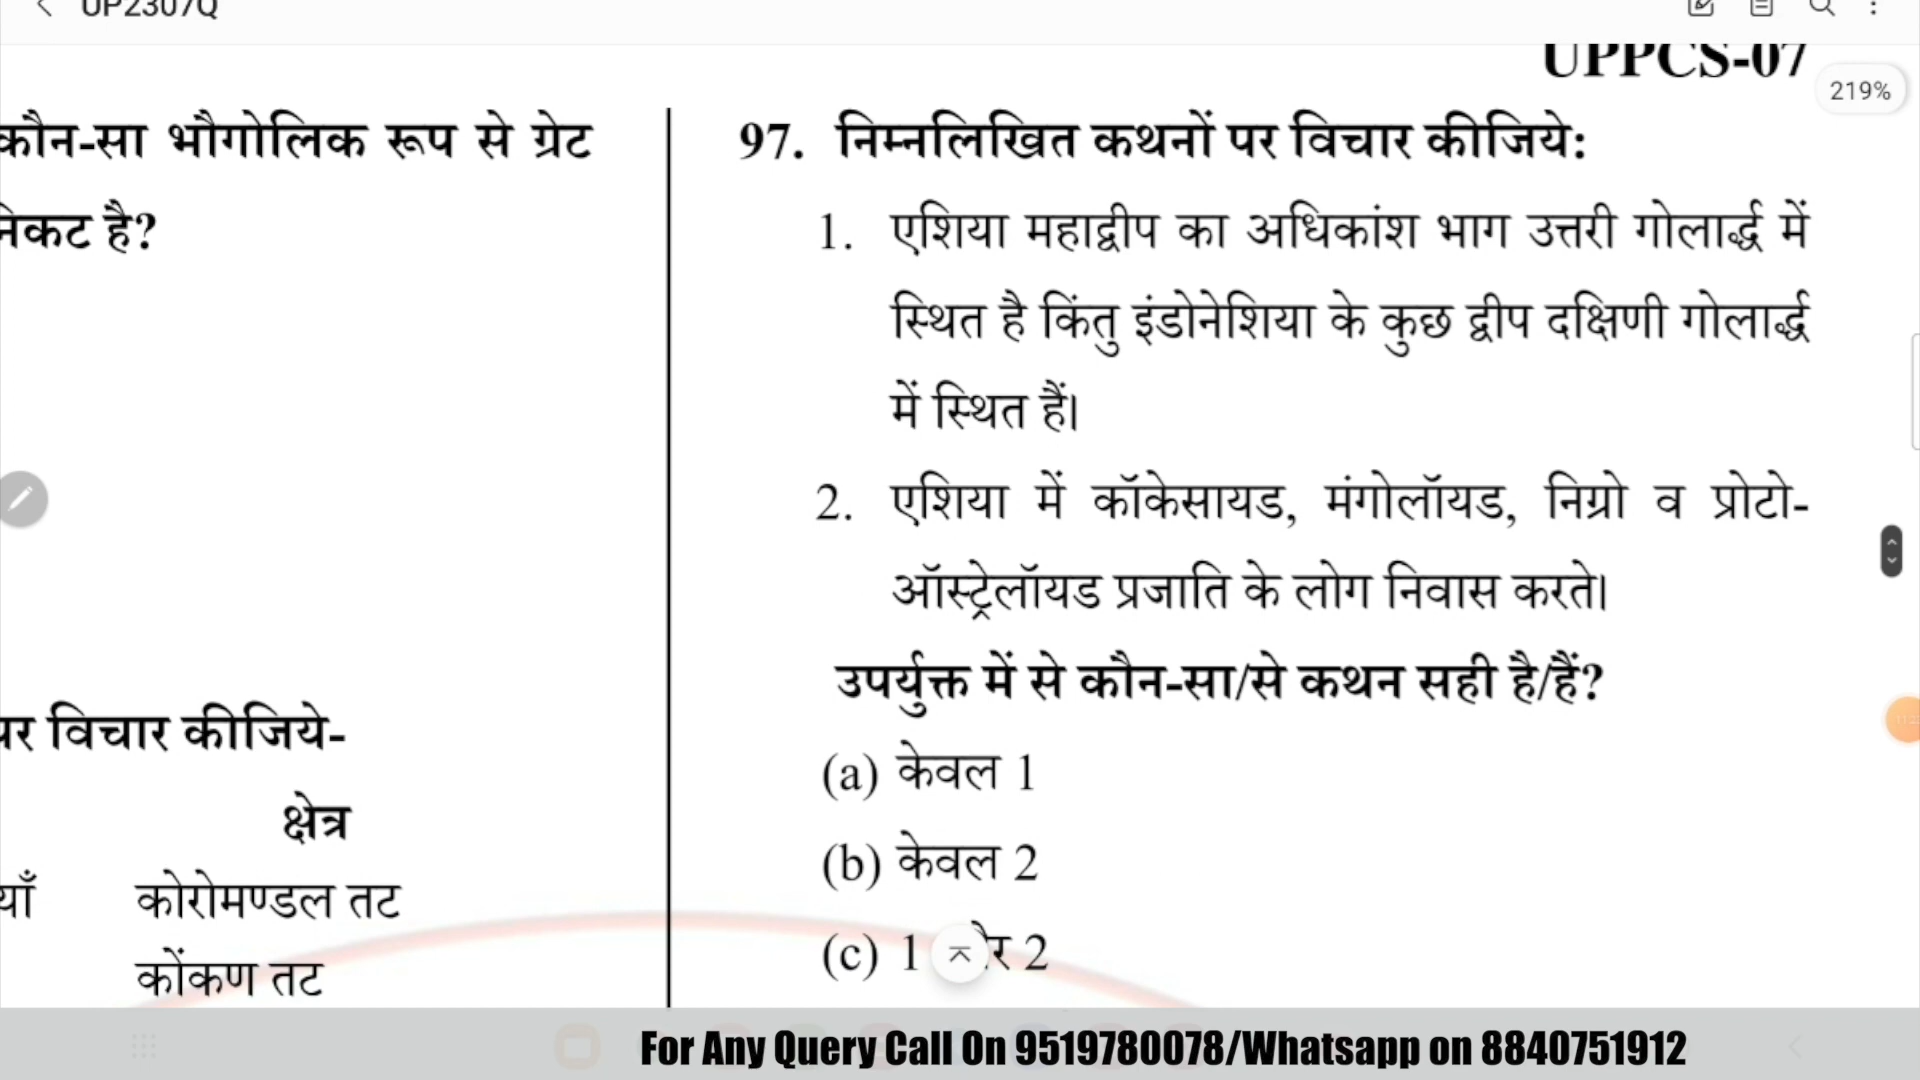 UP2307Q
UPPCS-07
219%
कौन-सा भौगोलिक रूप से ग्रेट
निकट है?
विचार कीजिये-
क्षेत्र
कोरोमण्डल तट
कोंकण तट
97. निम्नलिखित कथनों पर विचार कीजिये:
1. एशिया महाद्वीप का अधिकांश भाग उत्तरी गोलार्द्ध में
स्थित है किंतु इंडोनेशिया के कुछ द्वीप दक्षिणी गोलार्द्ध
में स्थित हैं।
2. एशिया में कॉकेसायड, मंगोलॉयड, निग्रो व प्रोटो-
ऑस्ट्रेलॉयड प्रजाति के लोग निवास करते।
उपर्युक्त में से कौन-सा/से कथन सही है/हैं?
(a) केवल 1
(b) केवल 2
(c) 1 2
For Any Query Call On 9519780078/Whatsapp on 8840751912